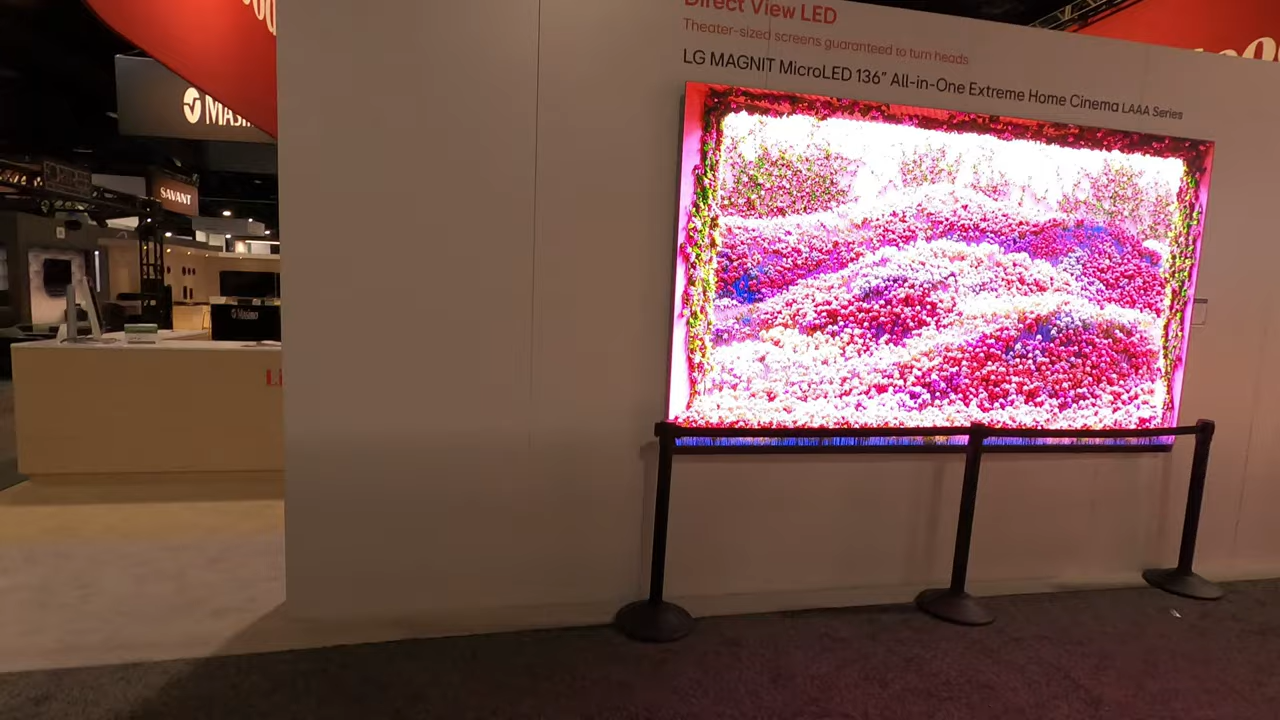 Direct View LED
Theater-sized screens guaranteed to turn heads
LG MAGNIT MicroLED 136" All-in-One Extreme Home Cinema LAAA Series
SAVANT
Masimo